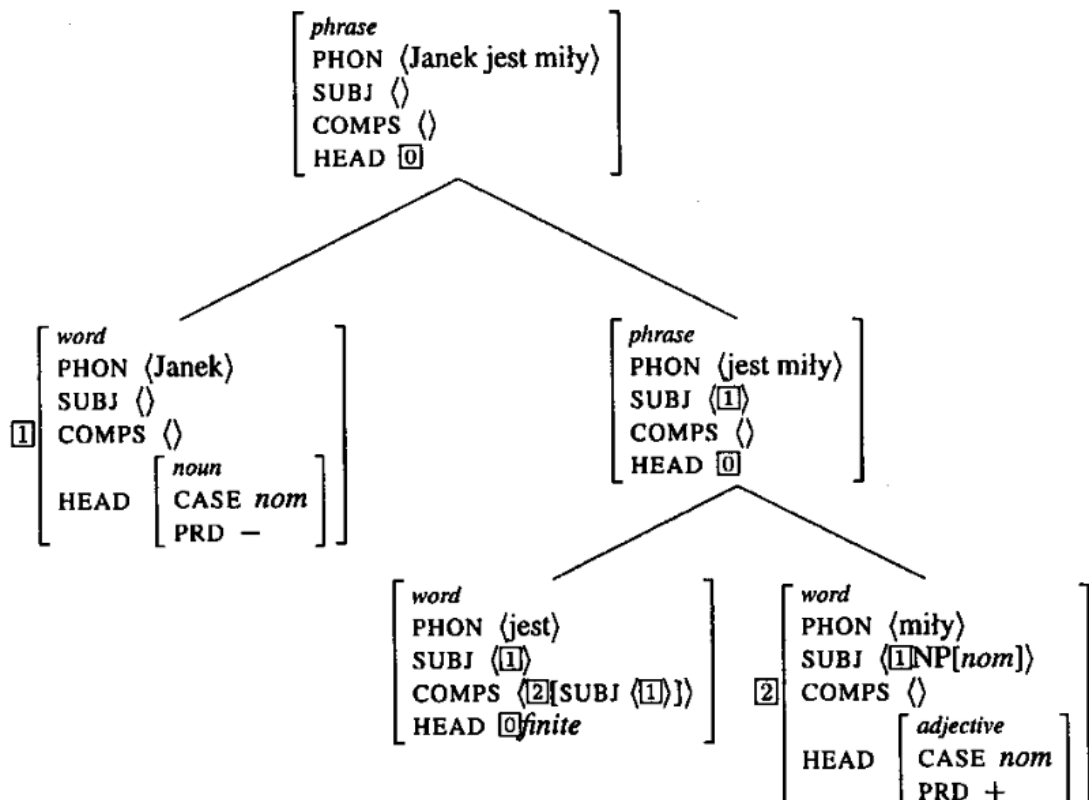 phrase
PHON ⟨Janek jest miły⟩
SUBJ ⟨⟩
COMPS ⟨⟩
HEAD 0
word
PHON ⟨Janek⟩
SUBJ ⟨⟩
1 COMPS ⟨⟩
noun
HEAD CASE nom
PRD −
phrase
PHON ⟨jest miły⟩
SUBJ ⟨1⟩
COMPS ⟨⟩
HEAD 0
word
PHON ⟨jest⟩
SUBJ ⟨1⟩
COMPS ⟨2[SUBJ ⟨1⟩]⟩
HEAD 0finite
word
PHON ⟨miły⟩
SUBJ ⟨1NP[nom]⟩
2 COMPS ⟨⟩
adjective
HEAD CASE nom
PRD +